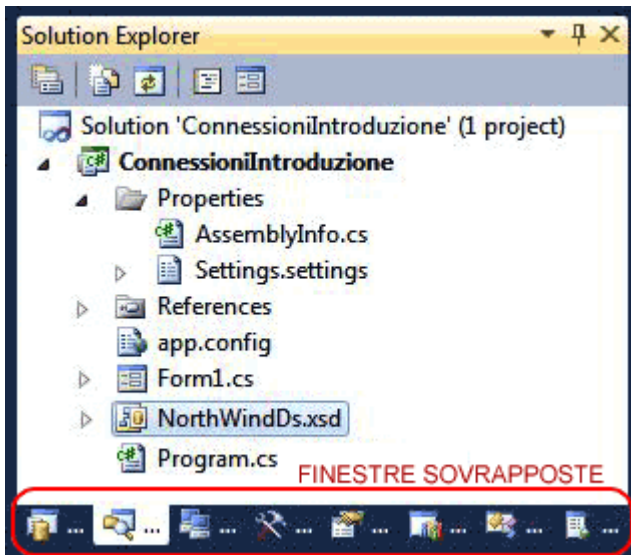 Solution Explorer
Solution 'ConnessioniIntroduzione' (1 project)
ConnessioniIntroduzione
Properties
AssemblyInfo.cs
Settings.settings
References
app.config
Form1.cs
NorthWindDs.xsd
Program.cs
FINESTRE SOVRAPPOSTE
... ... ... ... ... ... ... ...